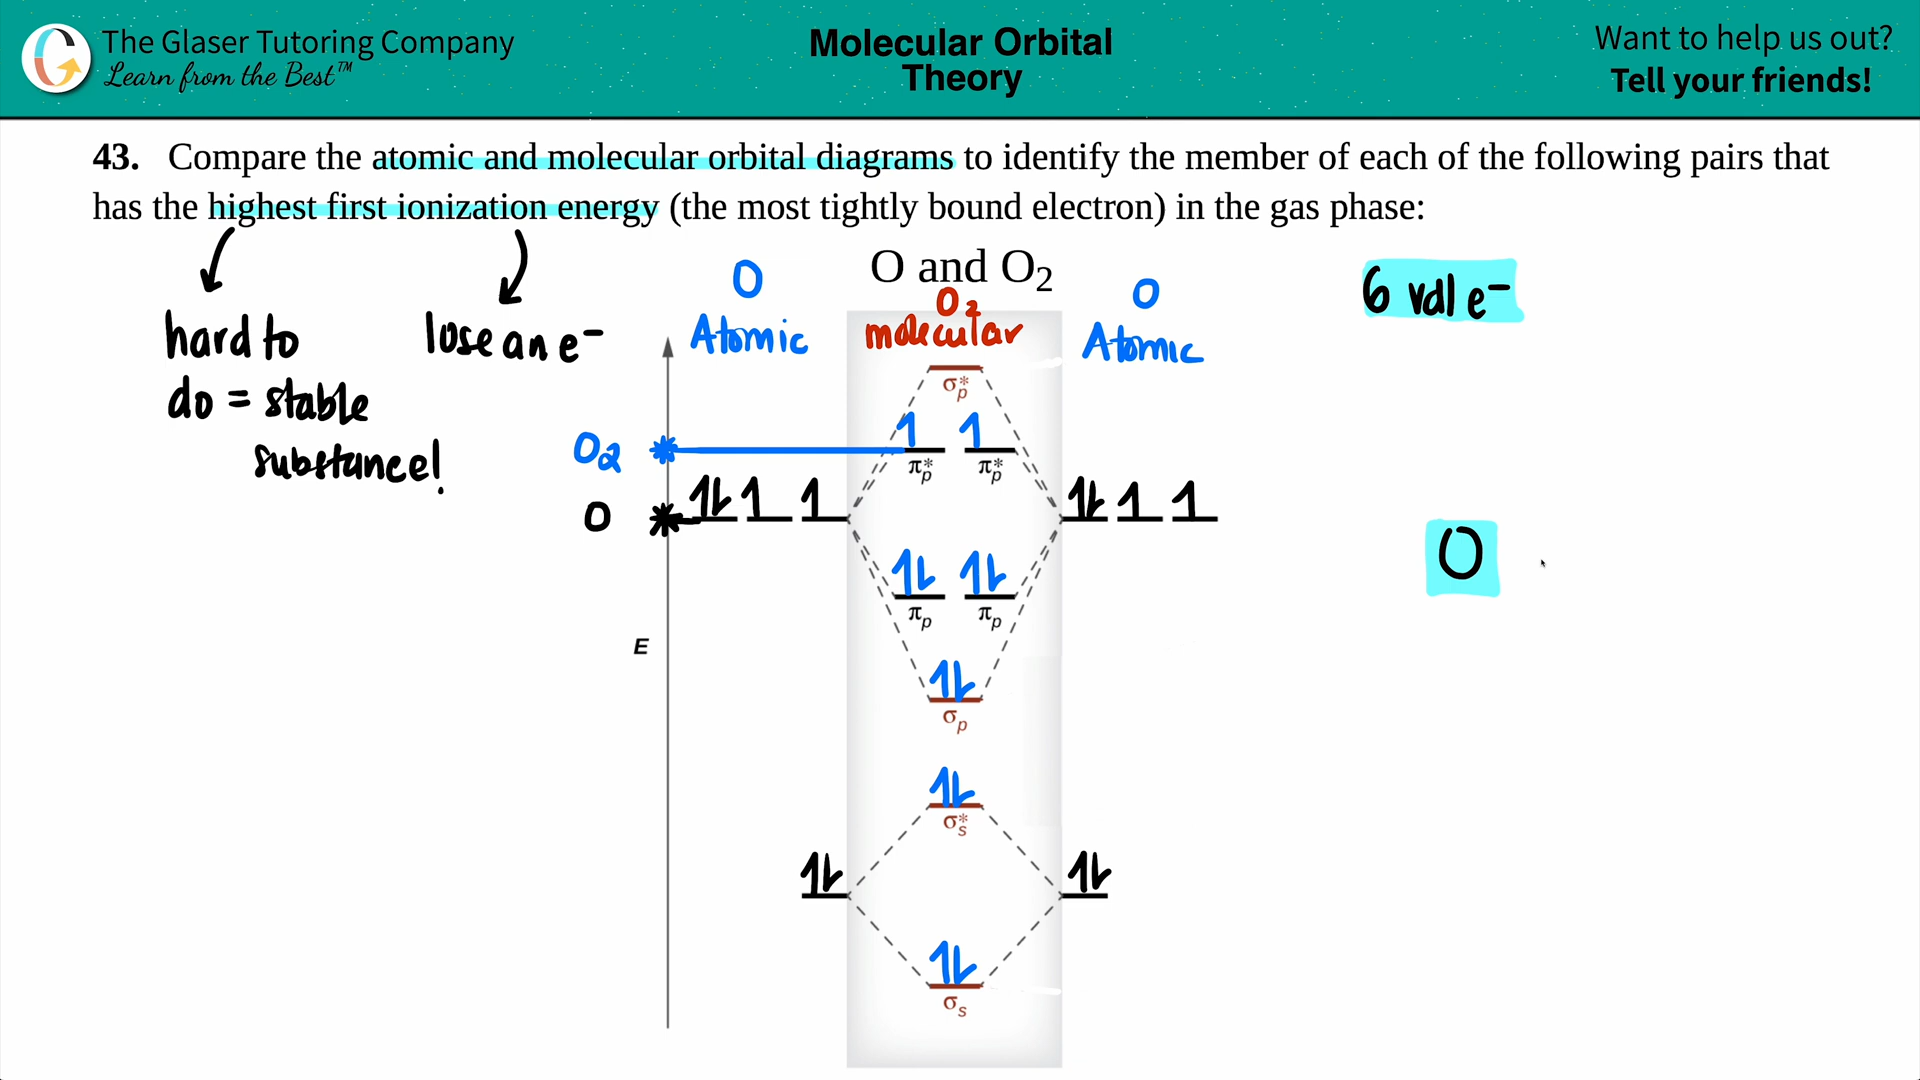 The Glaser Tutoring Company
Learn from the Best™
Molecular Orbital
Theory
Want to help us out?
Tell your friends!
43. Compare the atomic and molecular orbital diagrams to identify the member of each of the following pairs that
has the highest first ionization energy (the most tightly bound electron) in the gas phase:
O and O₂
hard to
do = stable
substance!
lose an e⁻
O
Atomic
O₂
molecular
O
Atomic
6 val e⁻
σₚ*
O₂
πₚ* πₚ*
O
O
πₚ πₚ
E
σₚ
σₛ*
σₛ